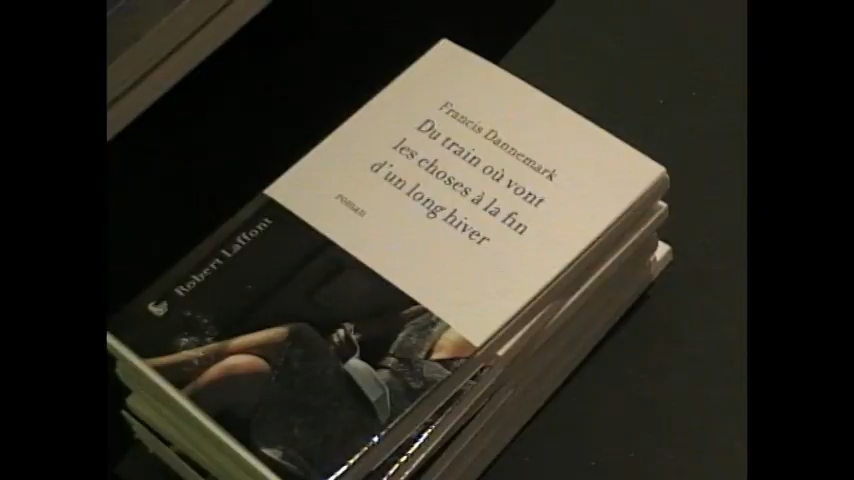 Francis Dannemark
Du train où vont
les choses à la fin
d'un long hiver
roman
Robert Laffont